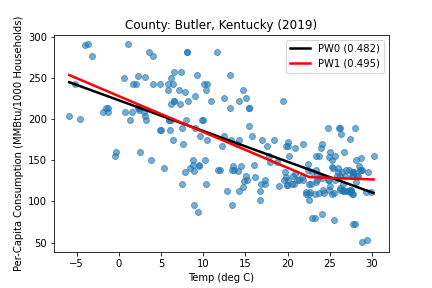 County: Butler, Kentucky (2019)
PW0 (0.482)
PW1 (0.495)
Per-Capita Consumption (MMBtu/1000 Households)
300
250
200
150
100
50
−5 0 5 10 15 20 25 30
Temp (deg C)